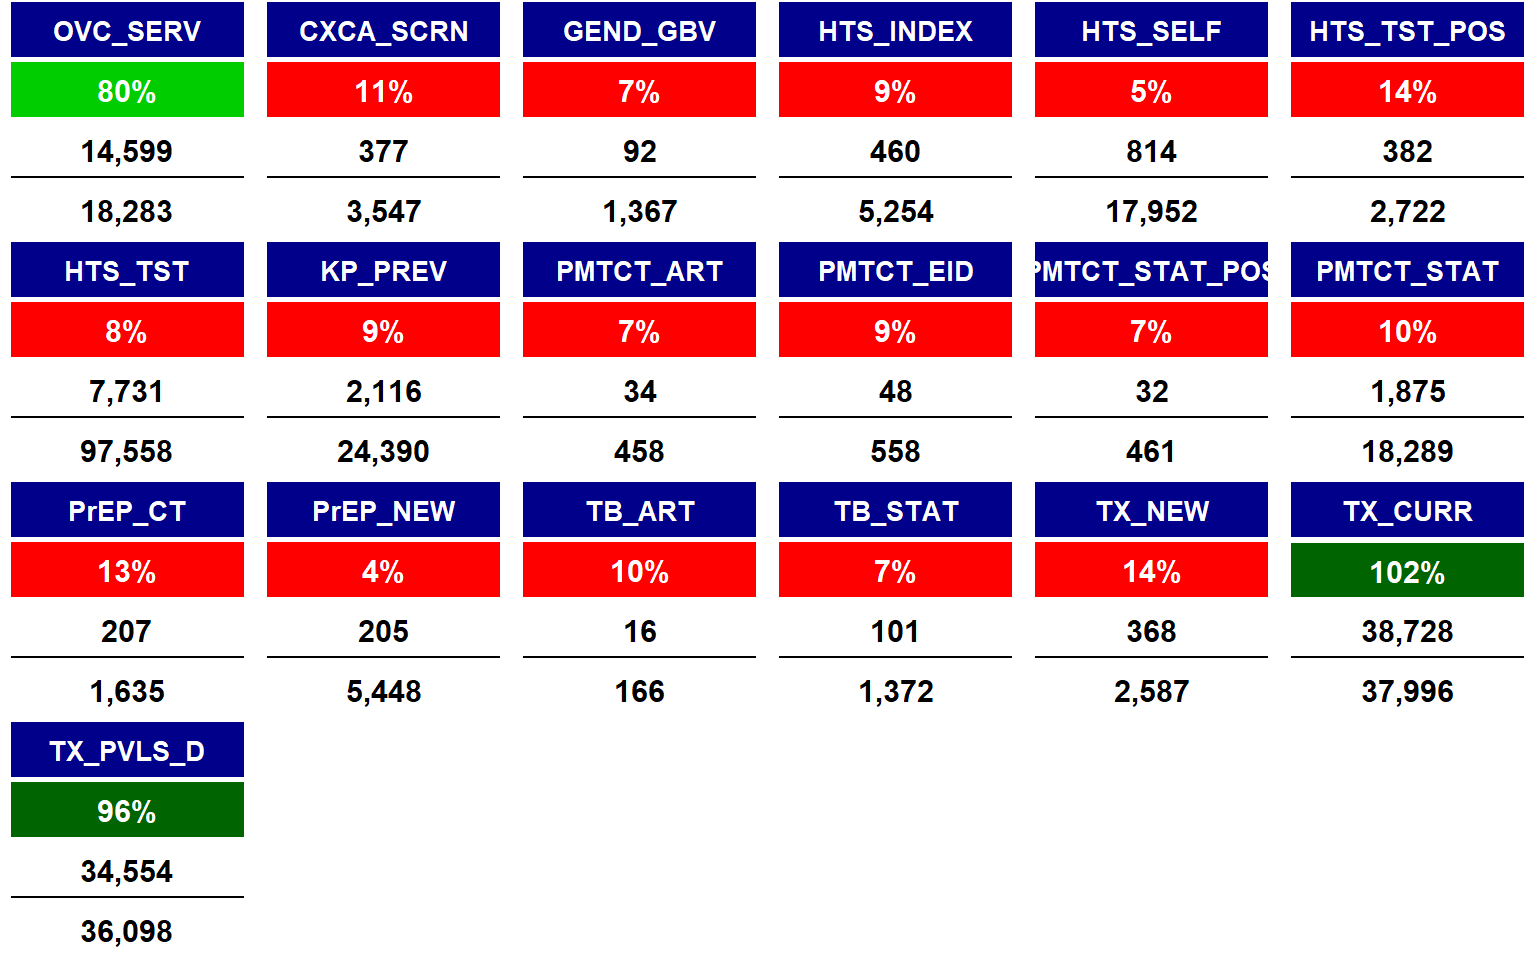 OVC_SERV CXCA_SCRN GEND_GBV HTS_INDEX HTS_SELF HTS_TST_POS
80% 11% 7% 9% 5% 14%
14,599 377 92 460 814 382
18,283 3,547 1,367 5,254 17,952 2,722
HTS_TST KP_PREV PMTCT_ART PMTCT_EID PMTCT_STAT_POS PMTCT_STAT
8% 9% 7% 9% 7% 10%
7,731 2,116 34 48 32 1,875
97,558 24,390 458 558 461 18,289
PrEP_CT PrEP_NEW TB_ART TB_STAT TX_NEW TX_CURR
13% 4% 10% 7% 14% 102%
207 205 16 101 368 38,728
1,635 5,448 166 1,372 2,587 37,996
TX_PVLS_D
96%
34,554
36,098